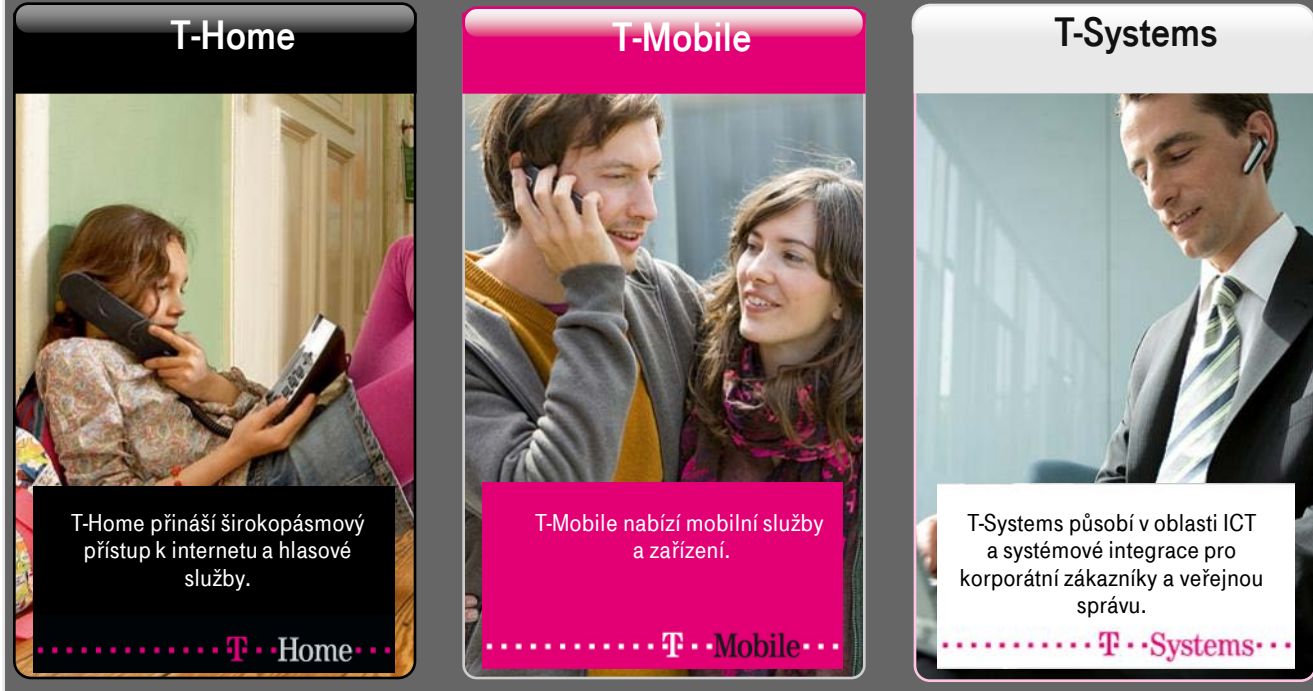 T-Home
T-Home přináší širokopásmový
přístup k internetu a hlasové
služby.
T Home
T-Mobile
T-Mobile nabízí mobilní služby
a zařízení.
T Mobile
T-Systems
T-Systems působí v oblasti ICT
a systémové integrace pro
korporátní zákazníky a veřejnou
správu.
T Systems